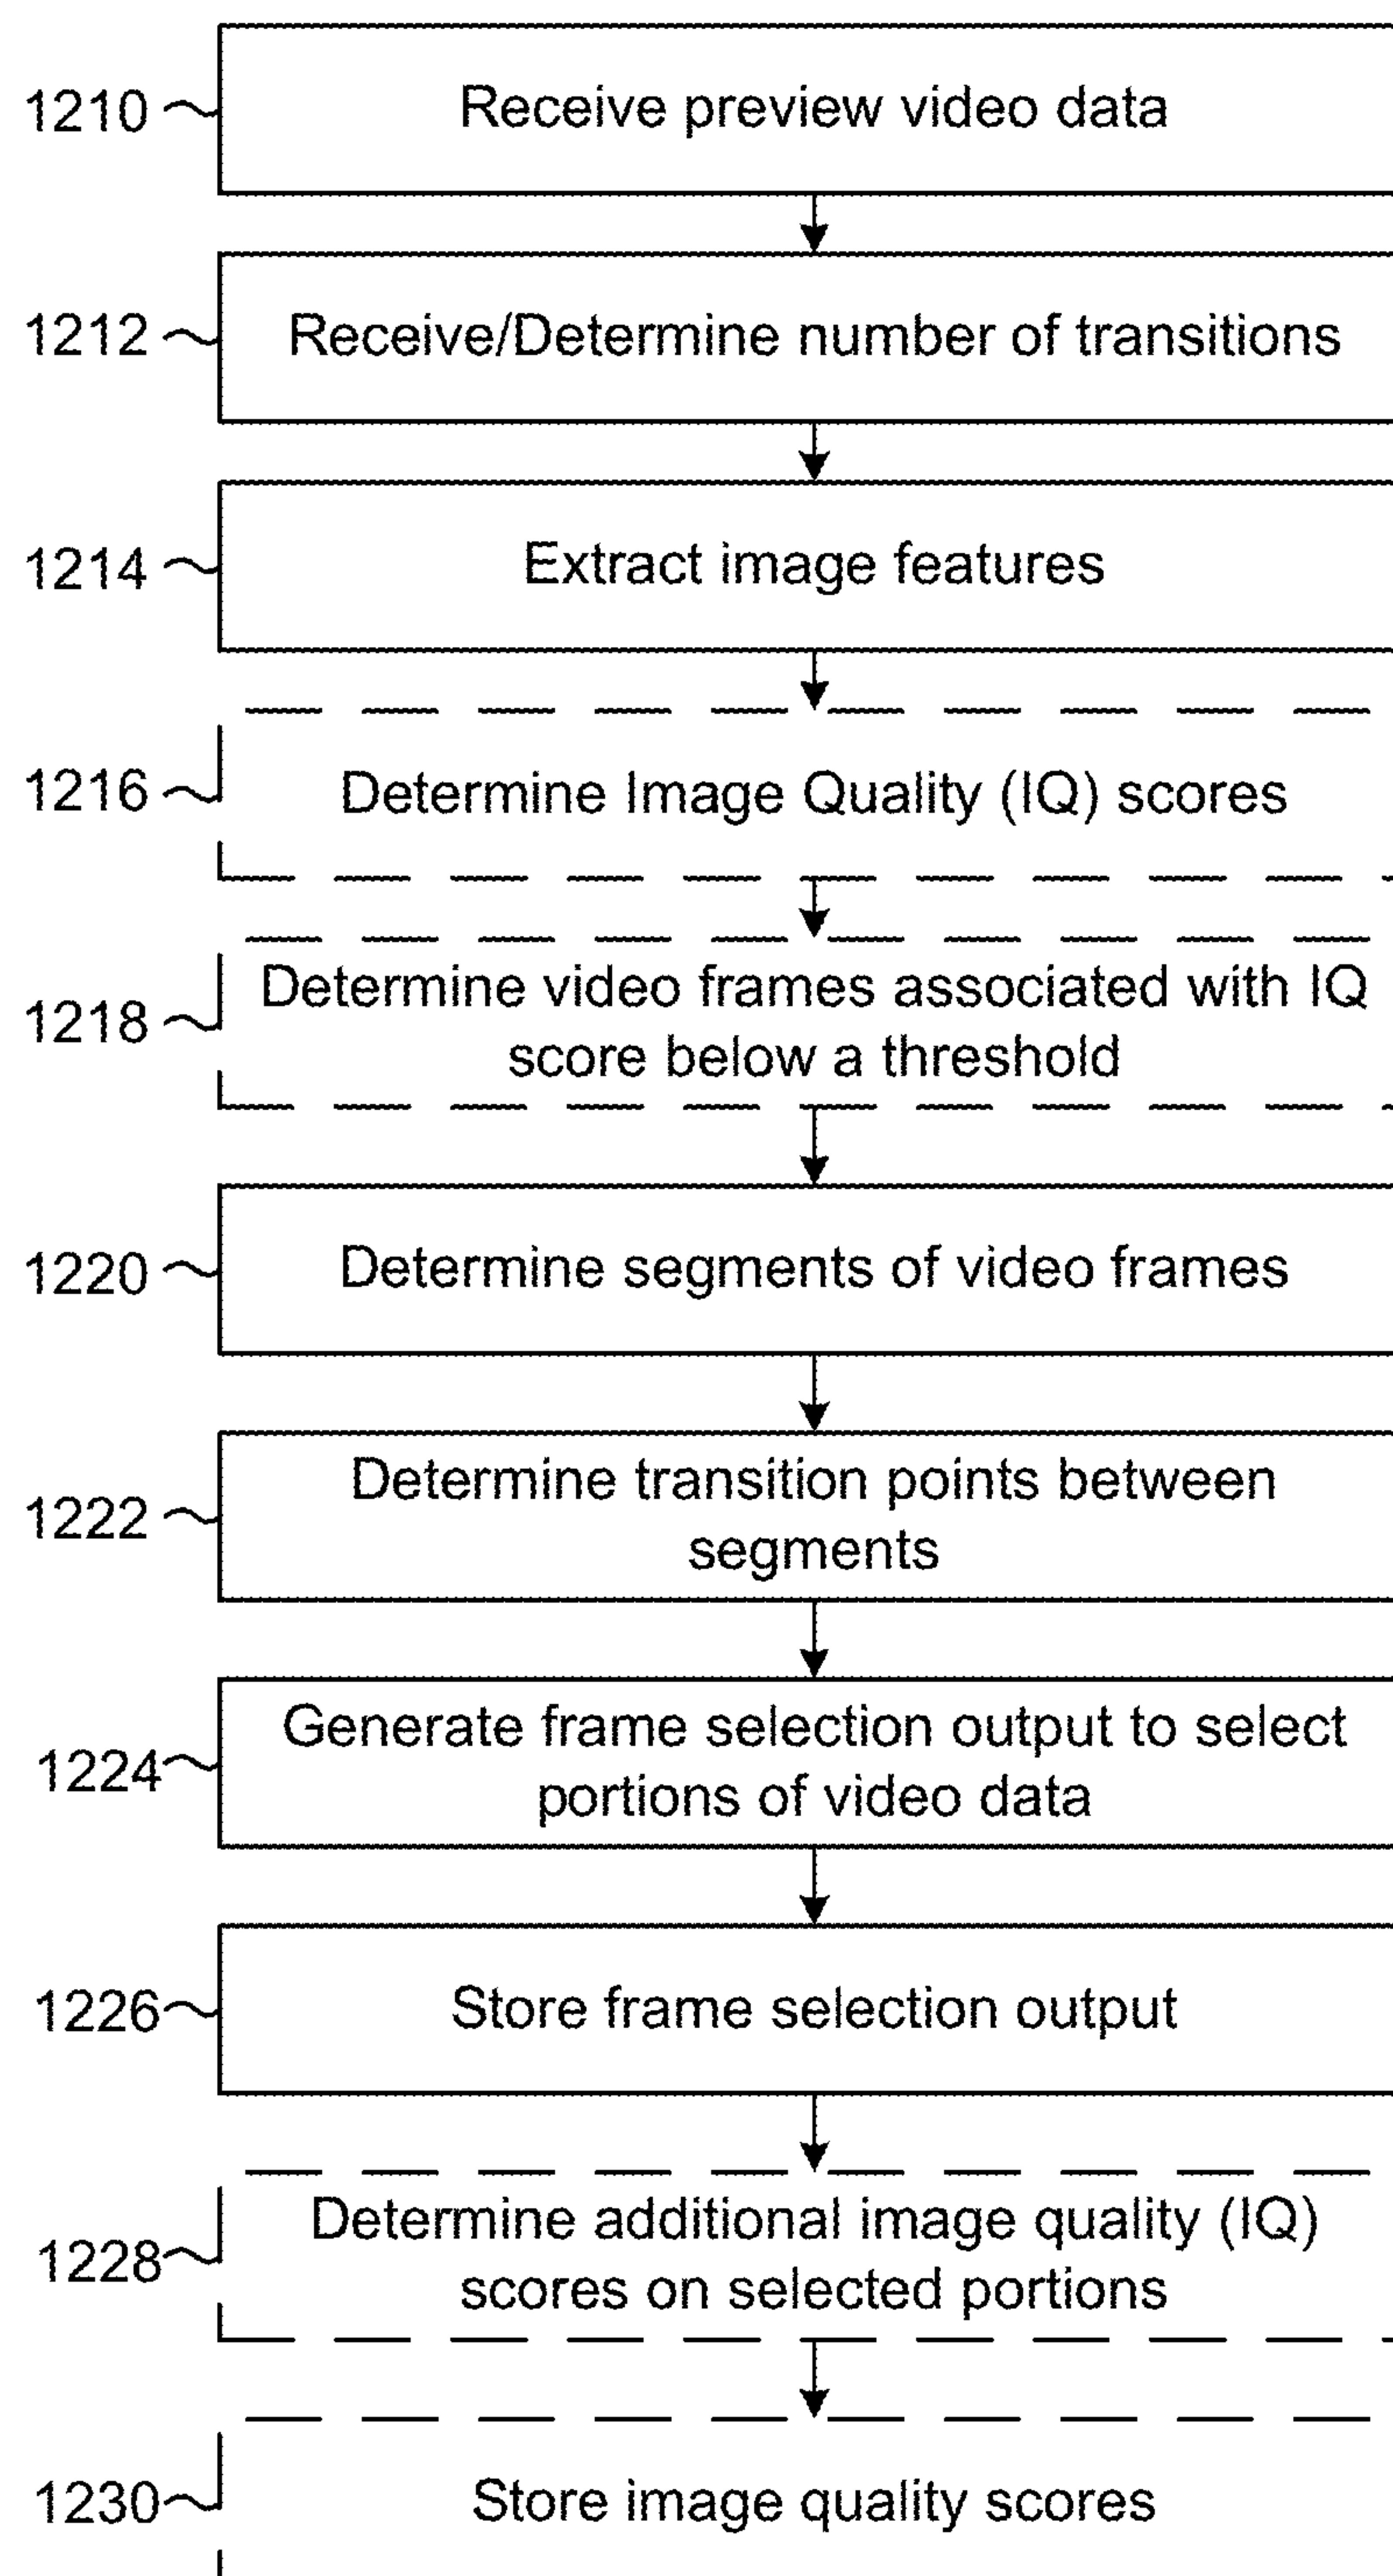 1210
Receive preview video data
1212
Receive/Determine number of transitions
1214
Extract image features
1216
Determine Image Quality (IQ) scores
1218
Determine video frames associated with IQ
score below a threshold
1220
Determine segments of video frames
1222
Determine transition points between
segments
1224
Generate frame selection output to select
portions of video data
1226
Store frame selection output
1228
Determine additional image quality (IQ)
scores on selected portions
1230
Store image quality scores